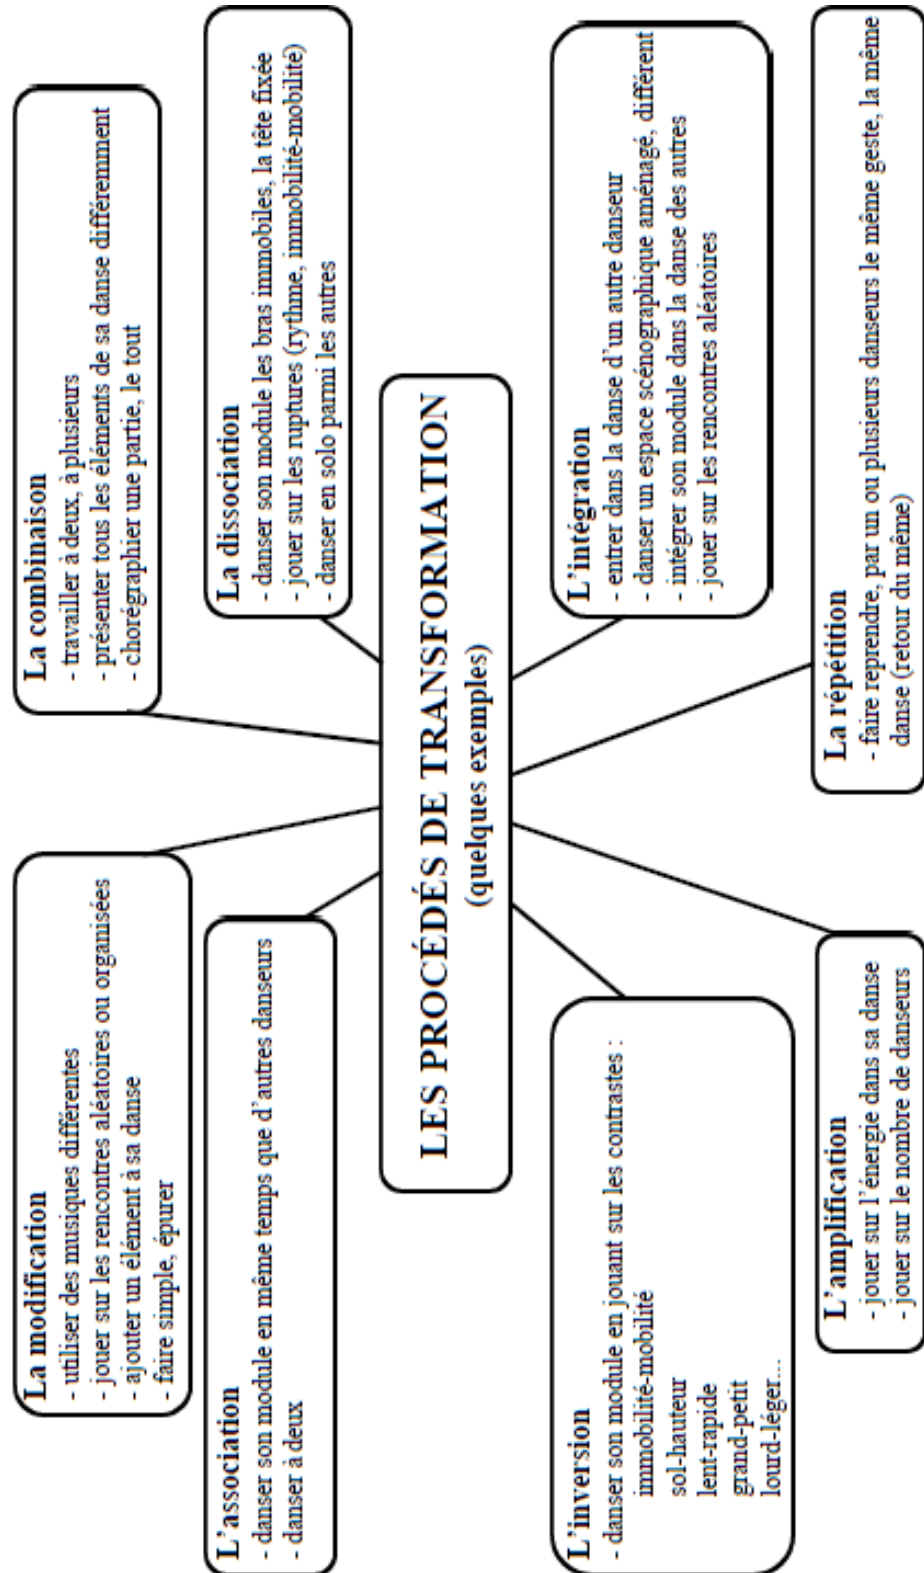 La modification
- utiliser des musiques différentes
- jouer sur les rencontres aléatoires ou organisées
- ajouter un élément à sa danse
- faire simple, épurer
La combinaison
- travailler à deux, à plusieurs
- présenter tous les éléments de sa danse différemment
- chorégraphier une partie, le tout
L'association
- danser son module en même temps que d'autres danseurs
- danser à deux
La dissociation
- danser son module les bras immobiles, la tête fixée
- jouer sur les ruptures (rythme, immobilité-mobilité)
- danser en solo parmi les autres
LES PROCÉDÉS DE TRANSFORMATION
(quelques exemples)
L'inversion
- danser son module en jouant sur les contrastes :
immobilité-mobilité
sol-hauteur
lent-rapide
grand-petit
lourd-léger...
L'intégration
- entrer dans la danse d'un autre danseur
- danser un espace scénographique aménagé, différent
- intégrer son module dans la danse des autres
- jouer sur les rencontres aléatoires
L'amplification
- jouer sur l'énergie dans sa danse
- jouer sur le nombre de danseurs
La répétition
- faire reprendre, par un ou plusieurs danseurs le même geste, la même
danse (retour du même)